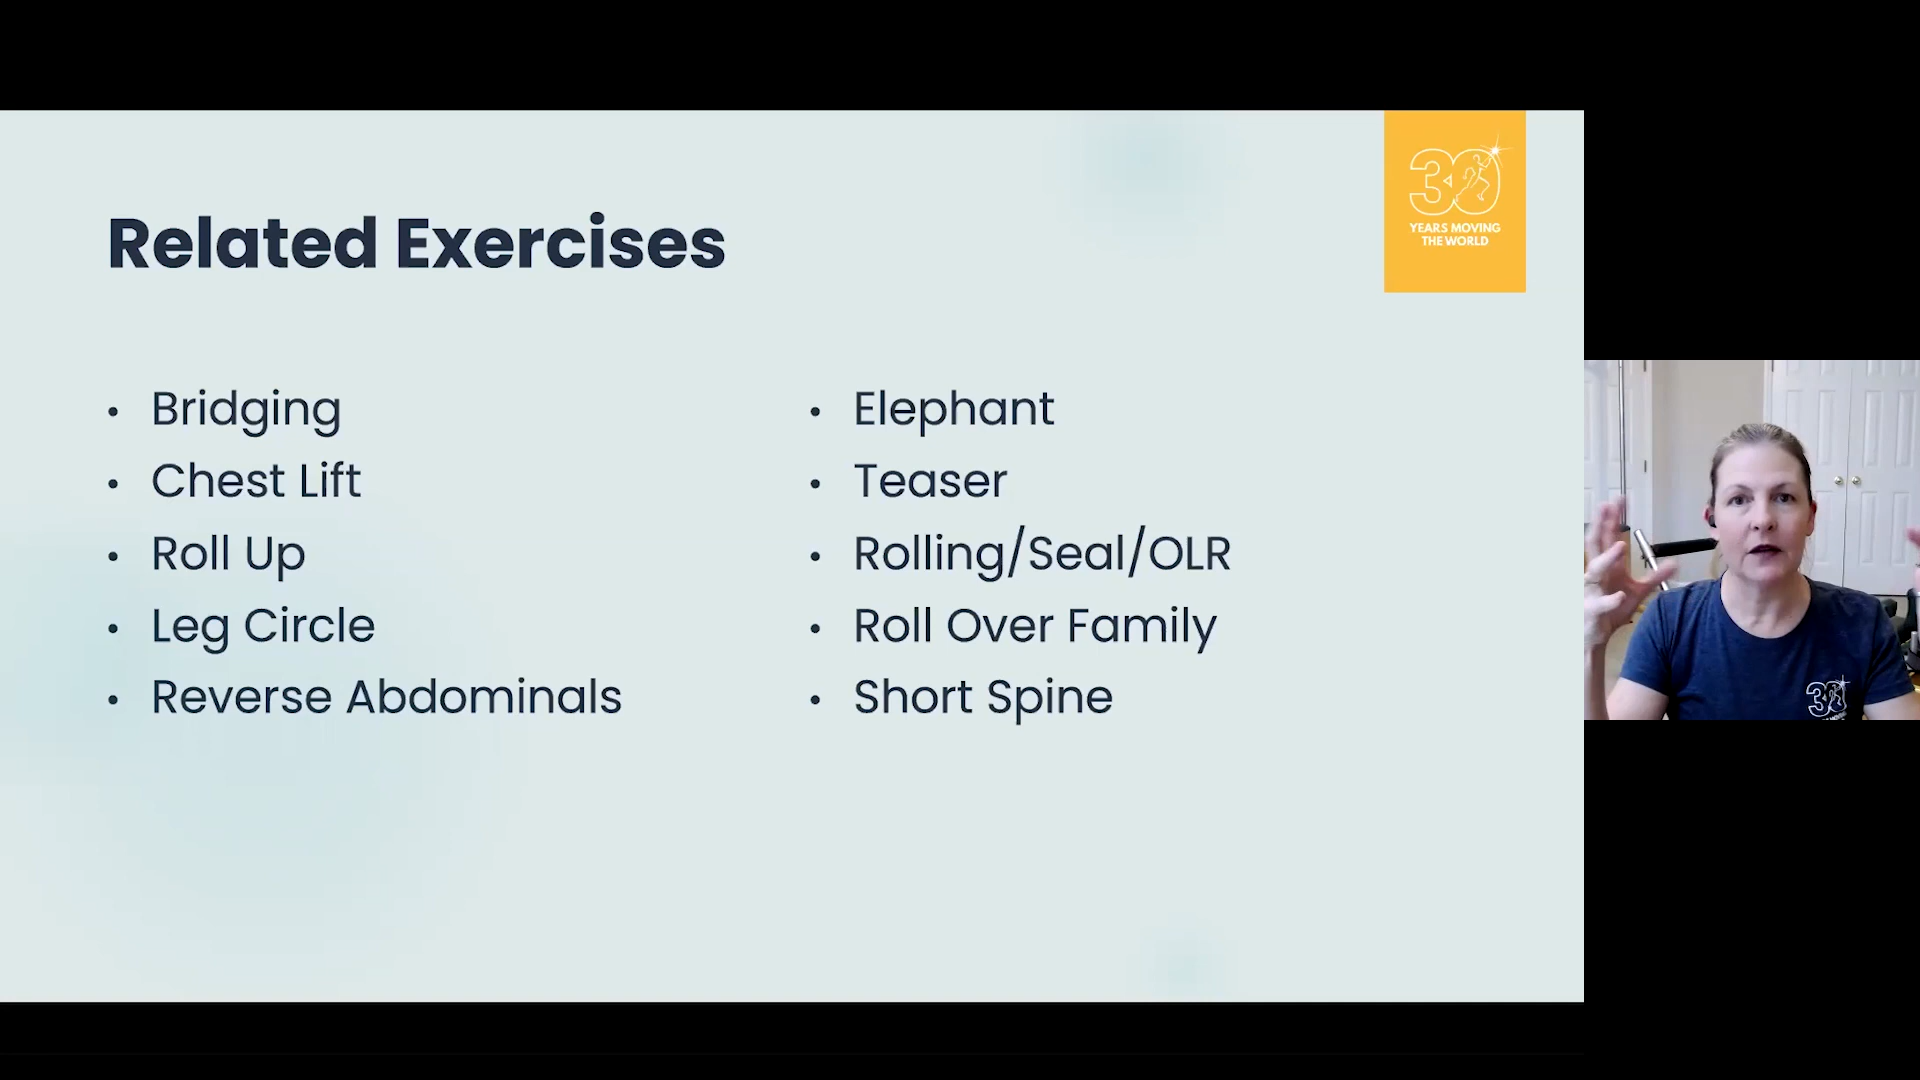 Related Exercises
30
YEARS MOVING
THE WORLD
• Bridging
• Chest Lift
• Roll Up
• Leg Circle
• Reverse Abdominals
• Elephant
• Teaser
• Rolling/Seal/OLR
• Roll Over Family
• Short Spine
30